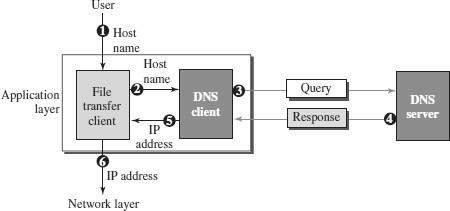 User
1 Host
name
Host
name
Application
layer
File
transfer
client
2
DNS
client
3
Query
DNS
server
5
IP
address
Response
4
6
IP address
Network layer